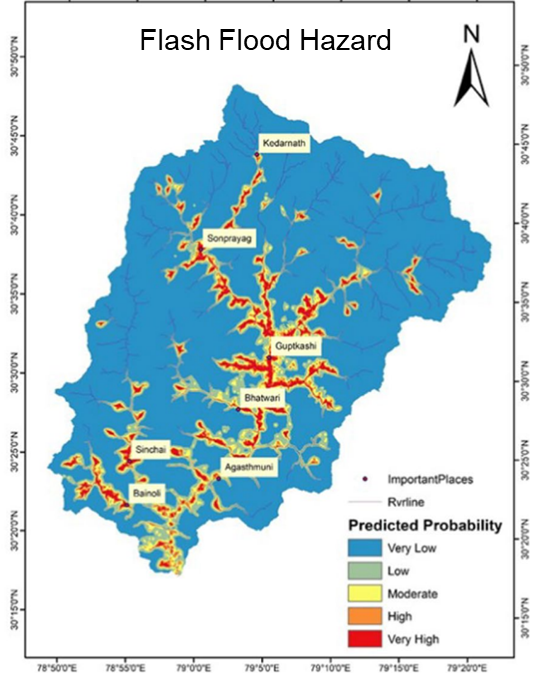 Flash Flood Hazard
N
30°50'0"N
30°50'0"N
30°45'0"N
30°45'0"N
30°40'0"N
30°40'0"N
30°35'0"N
30°35'0"N
30°30'0"N
30°30'0"N
30°25'0"N
30°25'0"N
30°20'0"N
30°20'0"N
30°15'0"N
30°15'0"N
Kodarnath
Sonprayag
Guptkashi
Bhatwari
Sinchai
Agasthmuni
Bainoli
ImportantPlaces
Rvrline
Predicted Probability
Very Low
Low
Moderate
High
Very High
78°50'0"E 78°55'0"E 79°0'0"E 79°5'0"E 79°10'0"E 79°15'0"E 79°20'0"E